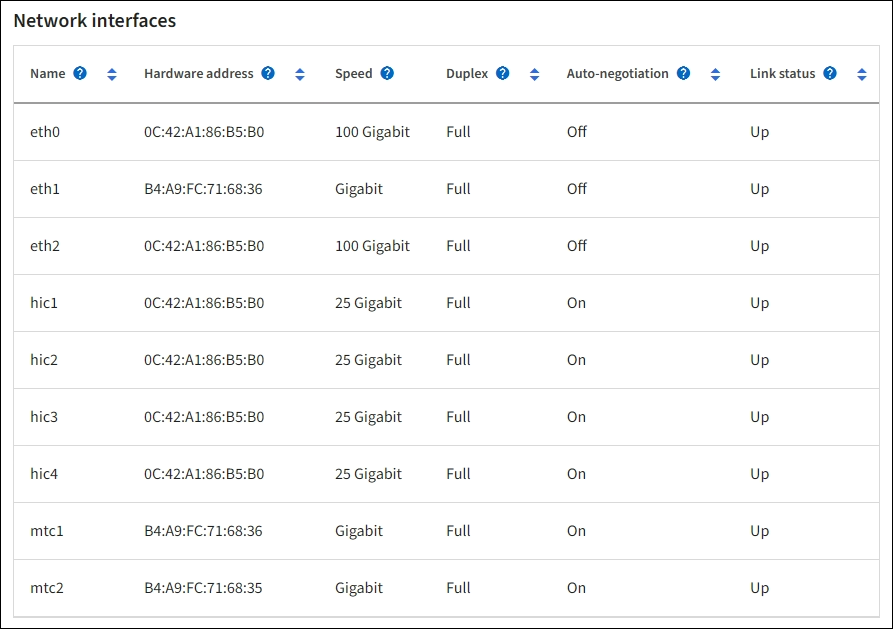 Network interfaces
Name Hardware address Speed Duplex Auto-negotiation Link status
eth0 0C:42:A1:86:B5:B0 100 Gigabit Full Off Up
eth1 B4:A9:FC:71:68:36 Gigabit Full Off Up
eth2 0C:42:A1:86:B5:B0 100 Gigabit Full Off Up
hic1 0C:42:A1:86:B5:B0 25 Gigabit Full On Up
hic2 0C:42:A1:86:B5:B0 25 Gigabit Full On Up
hic3 0C:42:A1:86:B5:B0 25 Gigabit Full On Up
hic4 0C:42:A1:86:B5:B0 25 Gigabit Full On Up
mtc1 B4:A9:FC:71:68:36 Gigabit Full On Up
mtc2 B4:A9:FC:71:68:35 Gigabit Full On Up